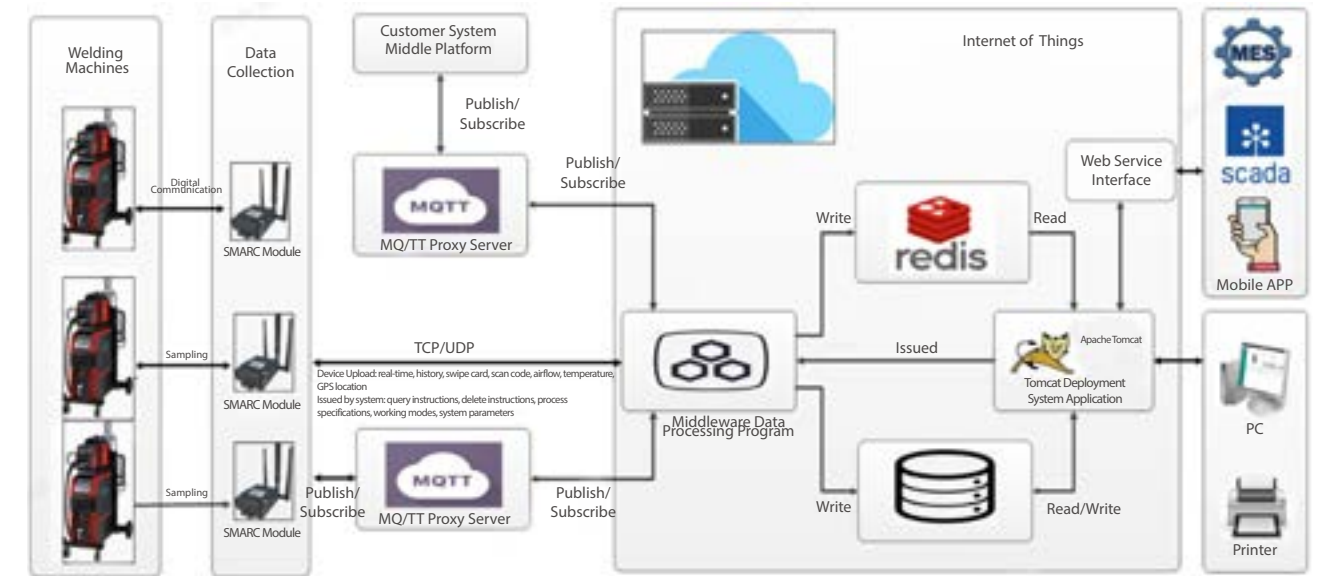 Welding
Machines
Data
Collection
Customer System
Middle Platform
Internet of Things
MES
Publish/
Subscribe
Publish/
Subscribe
Web Service
Interface
scada
Digital
Communication
MQTT
MQ/TT Proxy Server
Write
redis
Read
SMARC Module
Mobile APP
TCP/UDP
Issued
Apache Tomcat
Sampling
Device Upload: real-time, history, swipe card, scan code, airflow, temperature,
GPS location
Issued by system: query instructions, delete instructions, process
specifications, working modes, system parameters
Tomcat Deployment
System Application
SMARC Module
Middleware Data
Processing Program
PC
MQTT
Sampling
Publish/
Subscribe
Publish/
Subscribe
MQ/TT Proxy Server
Write
Read/Write
SMARC Module
Printer